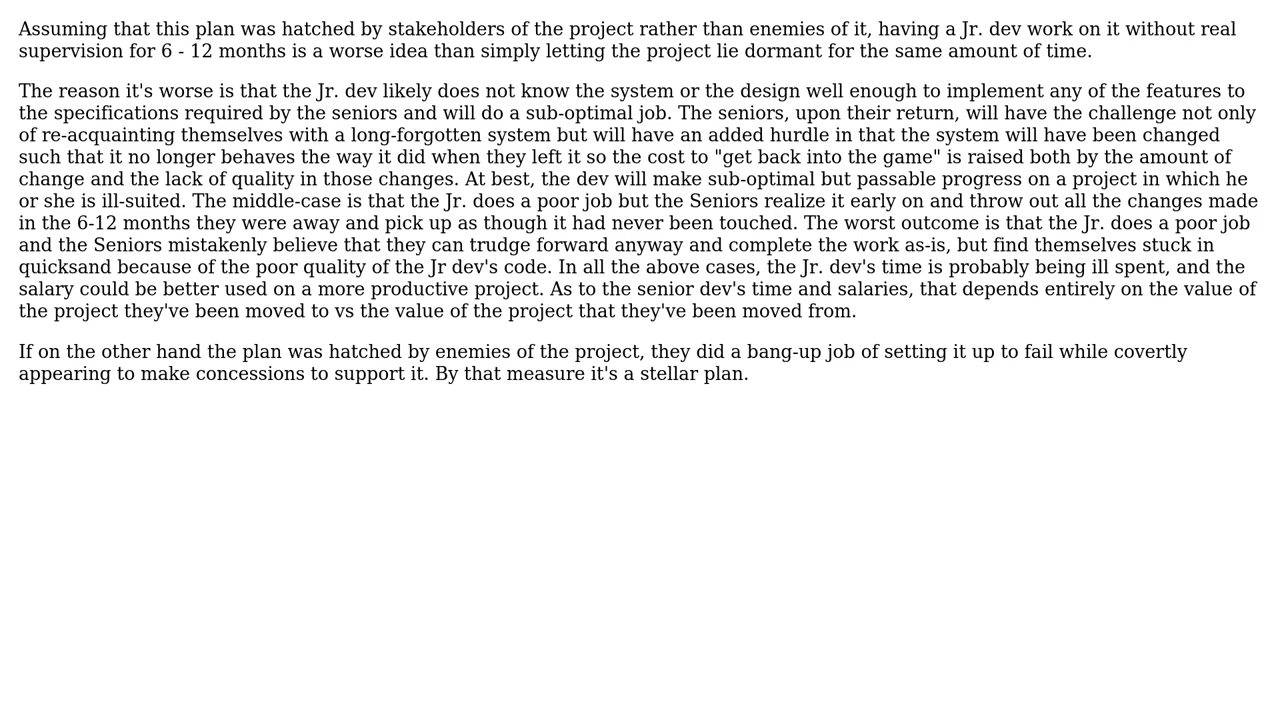 Assuming that this plan was hatched by stakeholders of the project rather than enemies of it, having a Jr. dev work on it without real
supervision for 6 - 12 months is a worse idea than simply letting the project lie dormant for the same amount of time.
The reason it's worse is that the Jr. dev likely does not know the system or the design well enough to implement any of the features to
the specifications required by the seniors and will do a sub-optimal job. The seniors, upon their return, will have the challenge not only
of re-acquainting themselves with a long-forgotten system but will have an added hurdle in that the system will have been changed
such that it no longer behaves the way it did when they left it so the cost to "get back into the game" is raised both by the amount of
change and the lack of quality in those changes. At best, the dev will make sub-optimal but passable progress on a project in which he
or she is ill-suited. The middle-case is that the Jr. does a poor job but the Seniors realize it early on and throw out all the changes made
in the 6-12 months they were away and pick up as though it had never been touched. The worst outcome is that the Jr. does a poor job
and the Seniors mistakenly believe that they can trudge forward anyway and complete the work as-is, but find themselves stuck in
quicksand because of the poor quality of the Jr dev's code. In all the above cases, the Jr. dev's time is probably being ill spent, and the
salary could be better used on a more productive project. As to the senior dev's time and salaries, that depends entirely on the value of
the project they've been moved to vs the value of the project that they've been moved from.
If on the other hand the plan was hatched by enemies of the project, they did a bang-up job of setting it up to fail while covertly
appearing to make concessions to support it. By that measure it's a stellar plan.